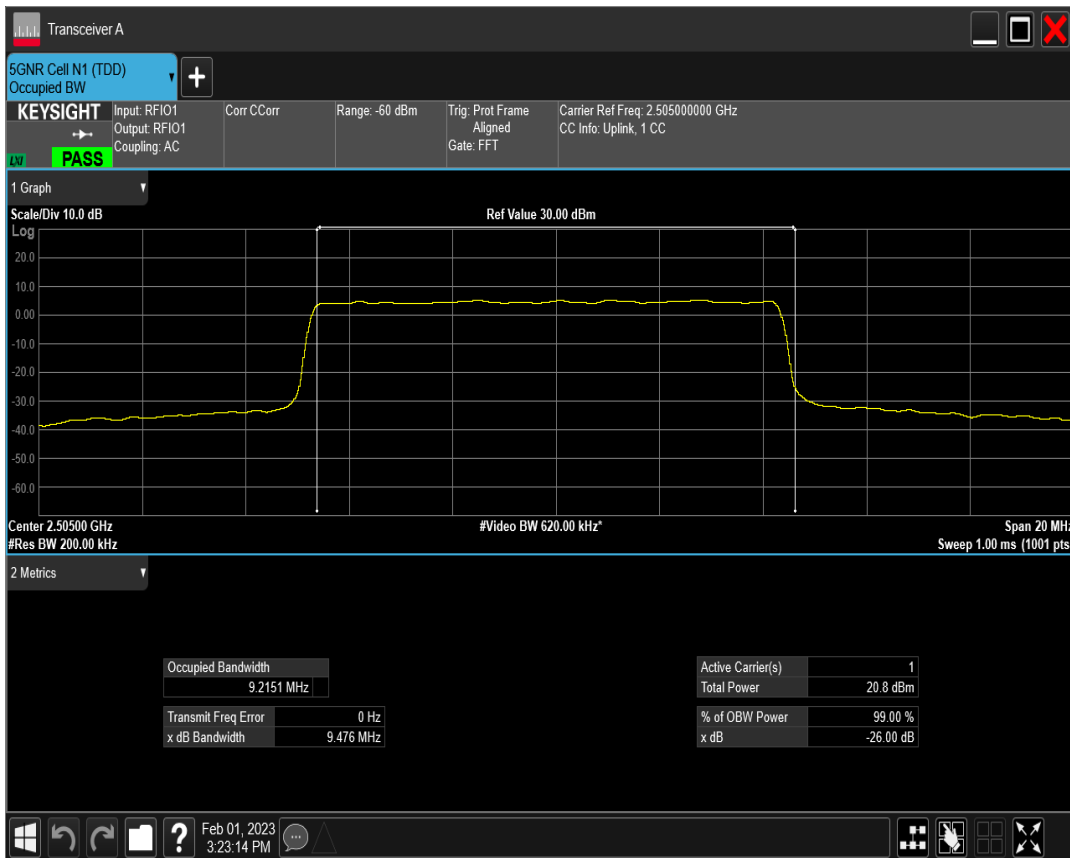 Transceiver A
5GNR Cell N1 (TDD)
Occupied BW
KEYSIGHT
LXI
PASS
Input: RFIO1
Output: RFIO1
Coupling: AC
Corr CCorr
Range: -60 dBm
Trig: Prot Frame
Aligned
Gate: FFT
Carrier Ref Freq: 2.505000000 GHz
CC Info: Uplink, 1 CC
1 Graph
Scale/Div 10.0 dB
Ref Value 30.00 dBm
Log
20.0
10.0
0.00
-10.0
-20.0
-30.0
-40.0
-50.0
-60.0
Center 2.50500 GHz
#Video BW 620.00 kHz*
Span 20 MHz
#Res BW 200.00 kHz
Sweep 1.00 ms (1001 pts
2 Metrics
Occupied Bandwidth
9.2151 MHz
Transmit Freq Error 0 Hz
x dB Bandwidth 9.476 MHz
Active Carrier(s) 1
Total Power 20.8 dBm
% of OBW Power 99.00 %
x dB -26.00 dB
Feb 01, 2023
3:23:14 PM